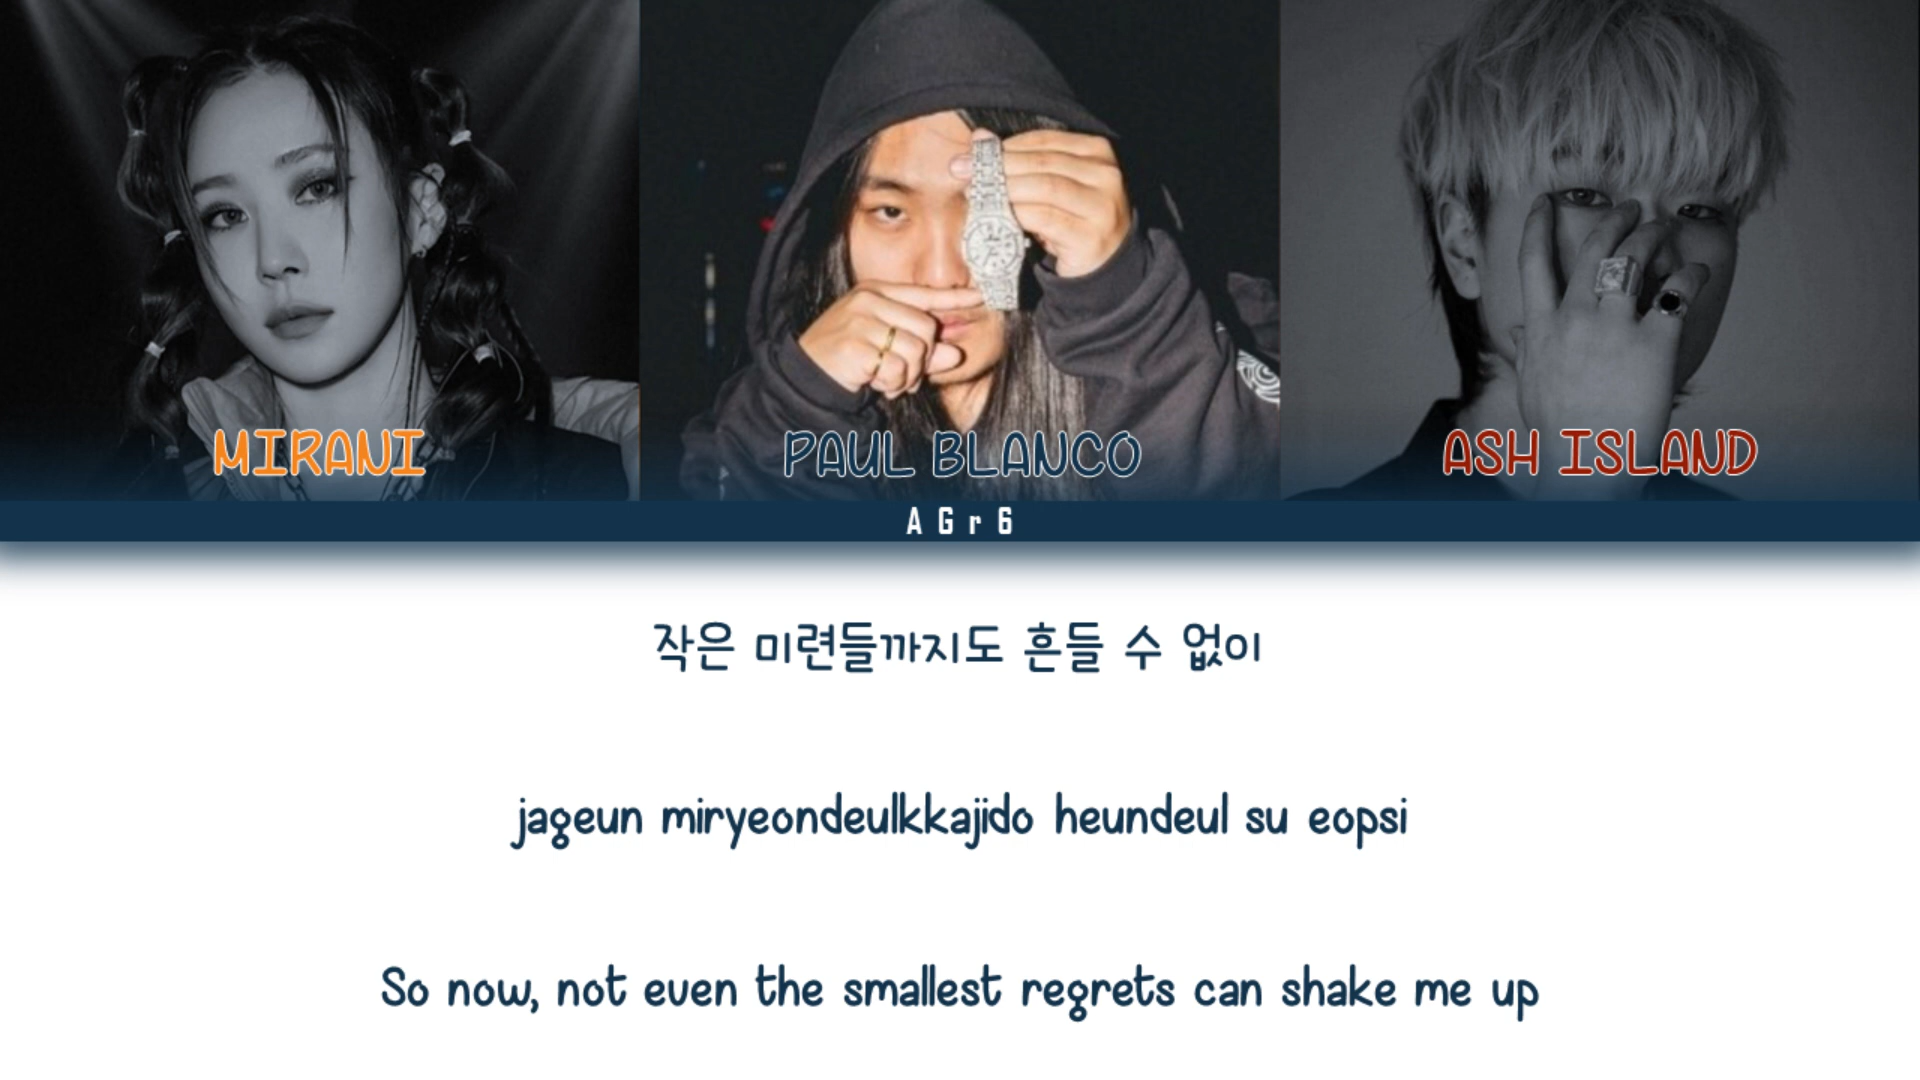 MIRANI
PAUL BLANCO
ASH ISLAND
AGr6
작은 미련들까지도 흔들 수 없이
jageun miryeondeulkkajido heundeul su eopsi
So now, not even the smallest regrets can shake me up